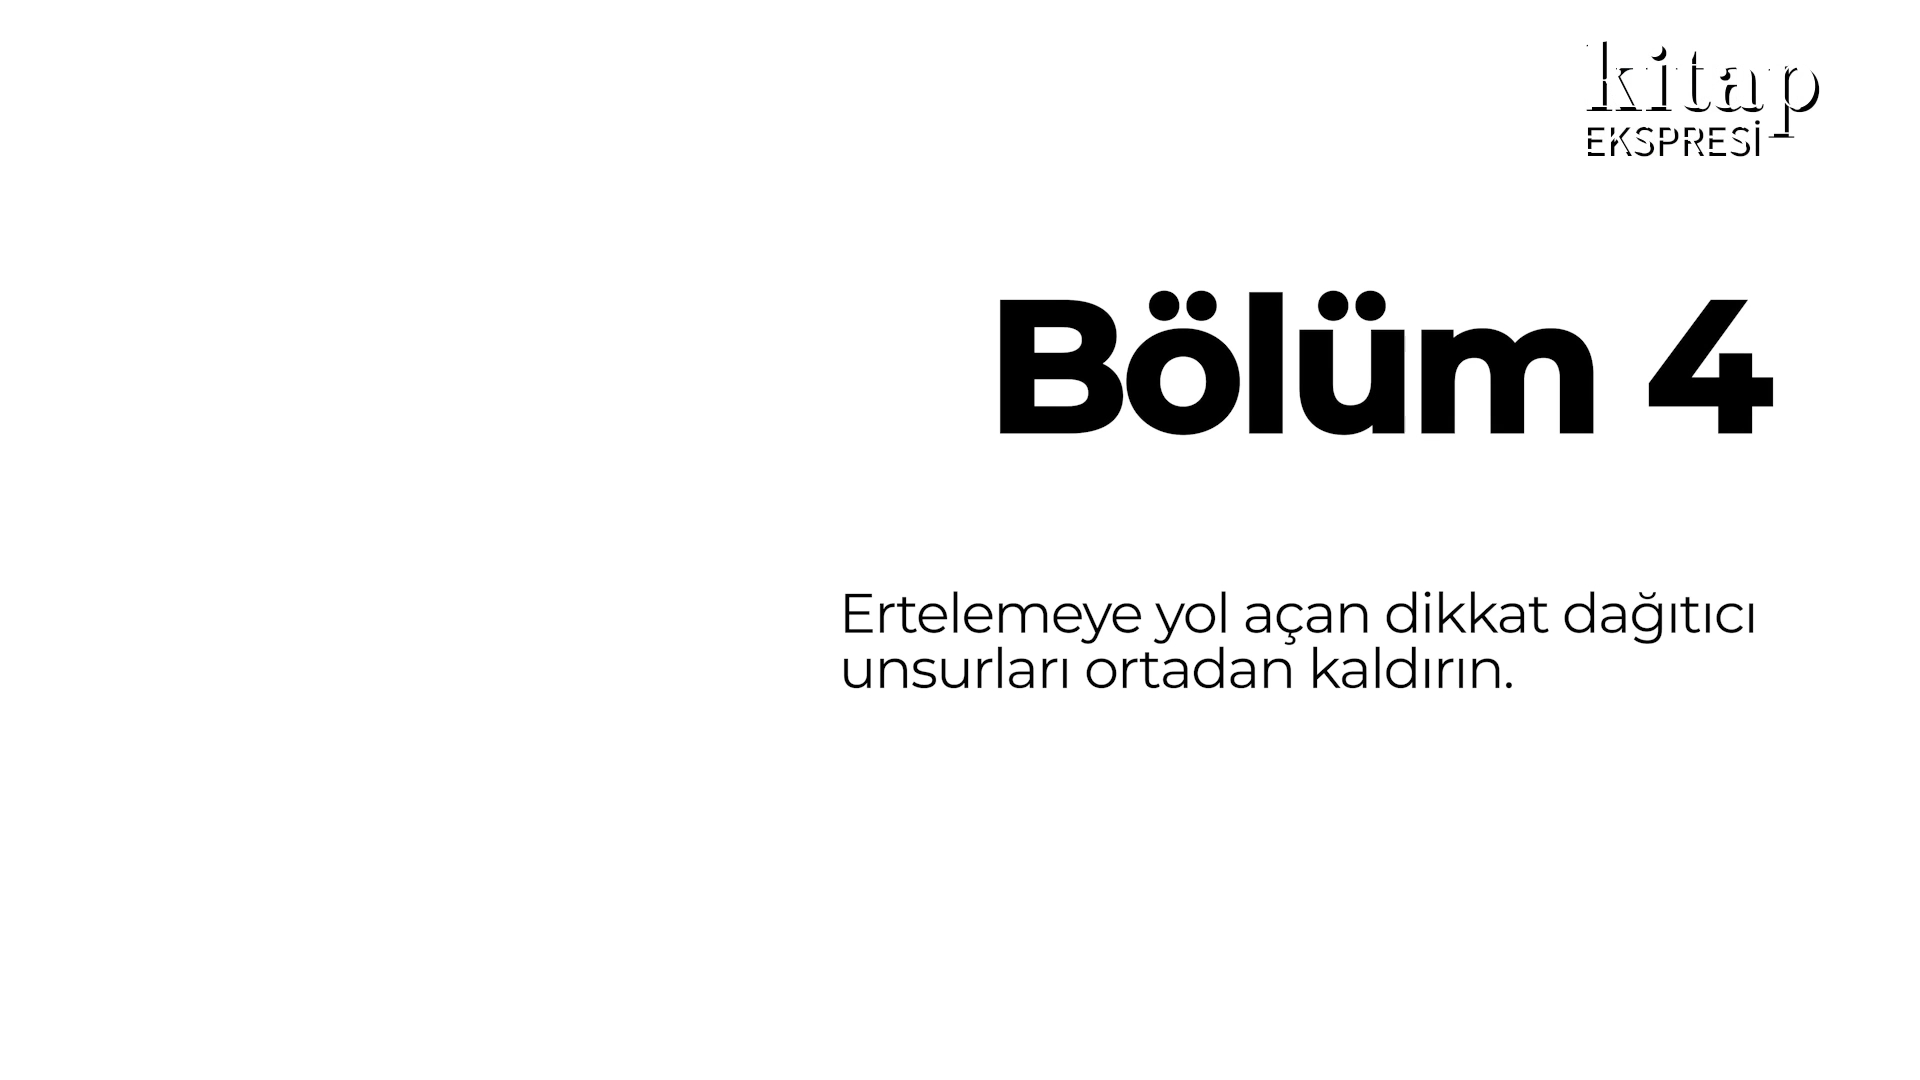 kitap
EKSPRESİ
Bölüm 4
Ertelemeye yol açan dikkat dağıtıcı
unsurları ortadan kaldırın.